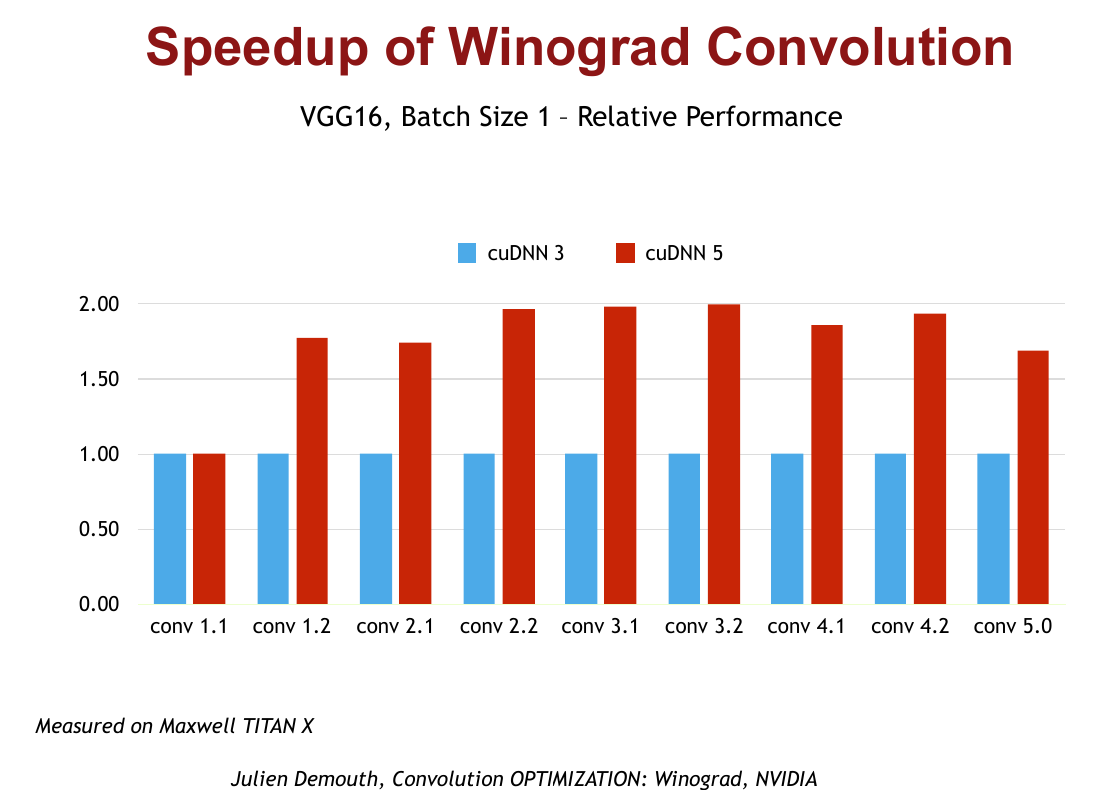 Speedup of Winograd Convolution
VGG16, Batch Size 1 – Relative Performance
cuDNN 3 cuDNN 5
2.00
1.50
1.00
0.50
0.00
conv 1.1 conv 1.2 conv 2.1 conv 2.2 conv 3.1 conv 3.2 conv 4.1 conv 4.2 conv 5.0
Measured on Maxwell TITAN X
Julien Demouth, Convolution OPTIMIZATION: Winograd, NVIDIA